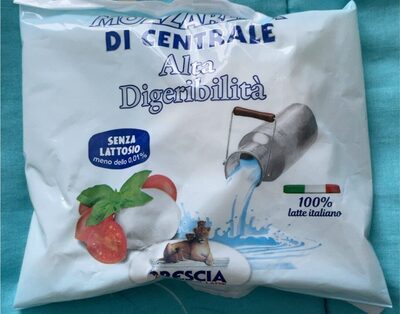 DI CENTRALE
Alta
Digeribilità
SENZA
LATTOSIO
meno dello 0,01%
100%
latte italiano
BRESCIA